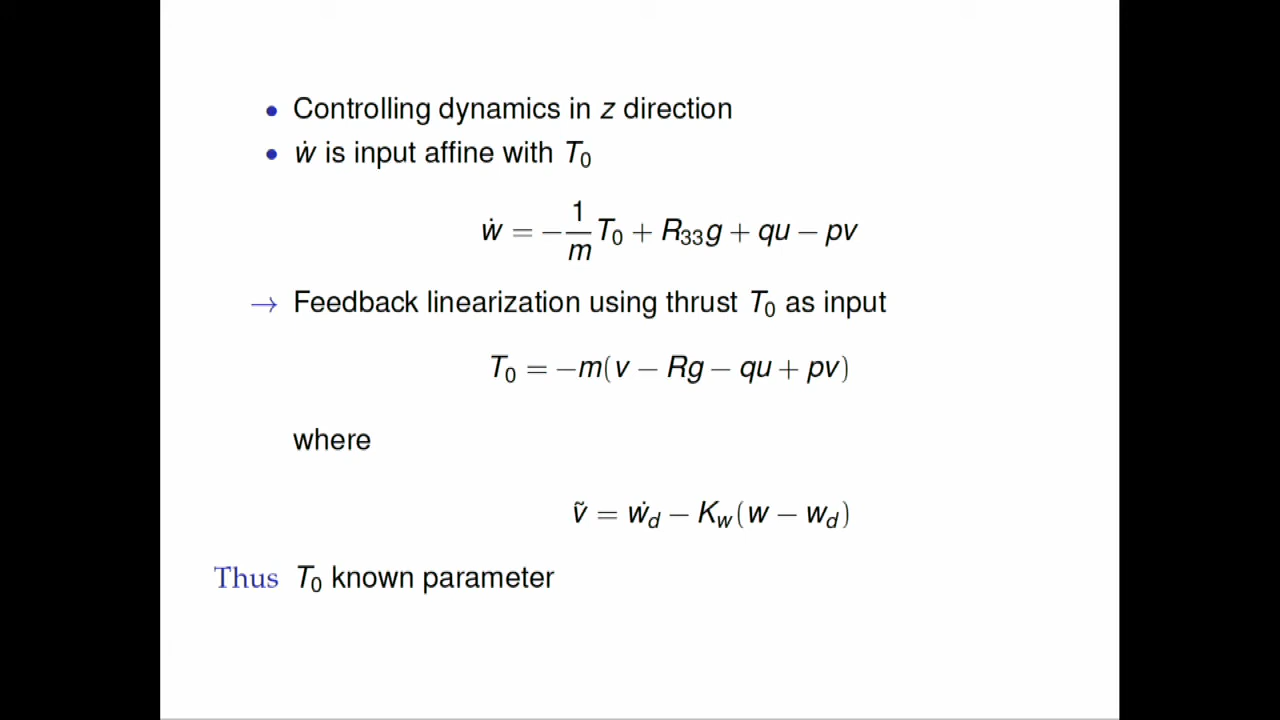 • Controlling dynamics in z direction
• ẇ is input affine with T₀
ẇ = −(1/m)T₀ + R₃₃g + qu − pv
→ Feedback linearization using thrust T₀ as input
T₀ = −m(v − Rg − qu + pv)
where
ṽ = ẇ_d − K_w(w − w_d)
Thus T₀ known parameter